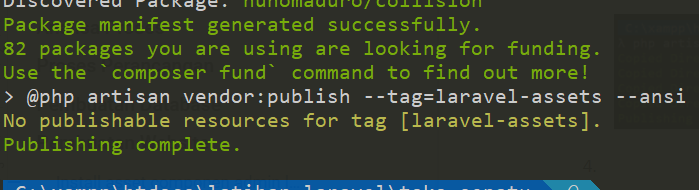 Discovered Package: nunomaduro/collision
Package manifest generated successfully.
82 packages you are using are looking for funding.
Use the `composer fund` command to find out more!
> @php artisan vendor:publish --tag=laravel-assets --ansi
No publishable resources for tag [laravel-assets].
Publishing complete.